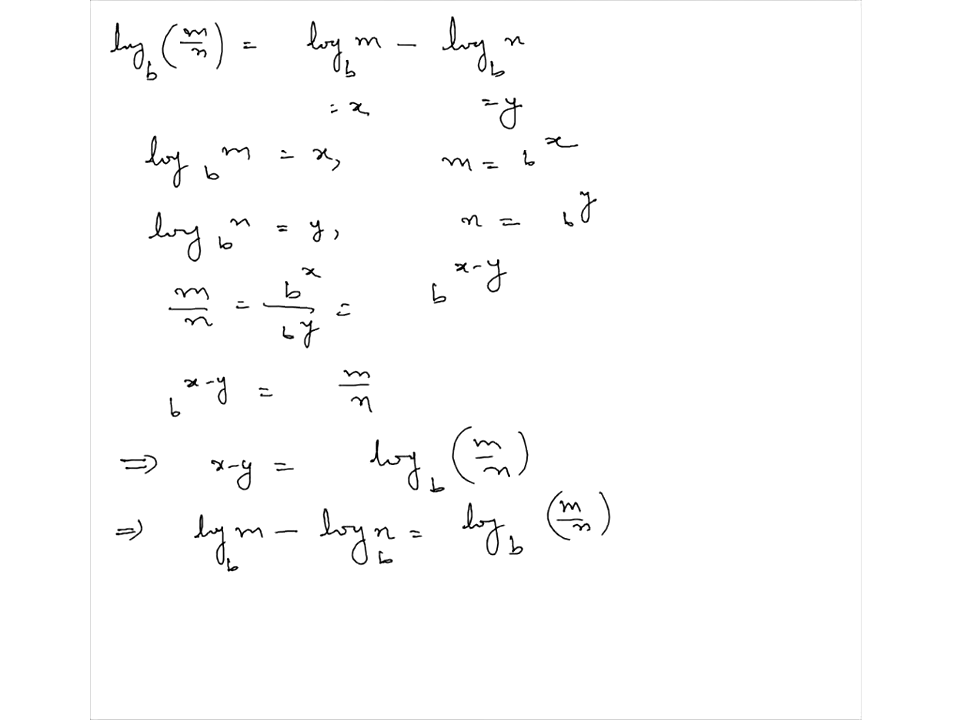 log_b (m/n) = log_b m − log_b n
= x = y
log_b m = x, m = b^x
log_b n = y, n = b^y
m/n = b^x/b^y = b^(x−y)
b^(x−y) = m/n
⇒ x−y = log_b (m/n)
⇒ log_b m − log_b n = log_b (m/n)